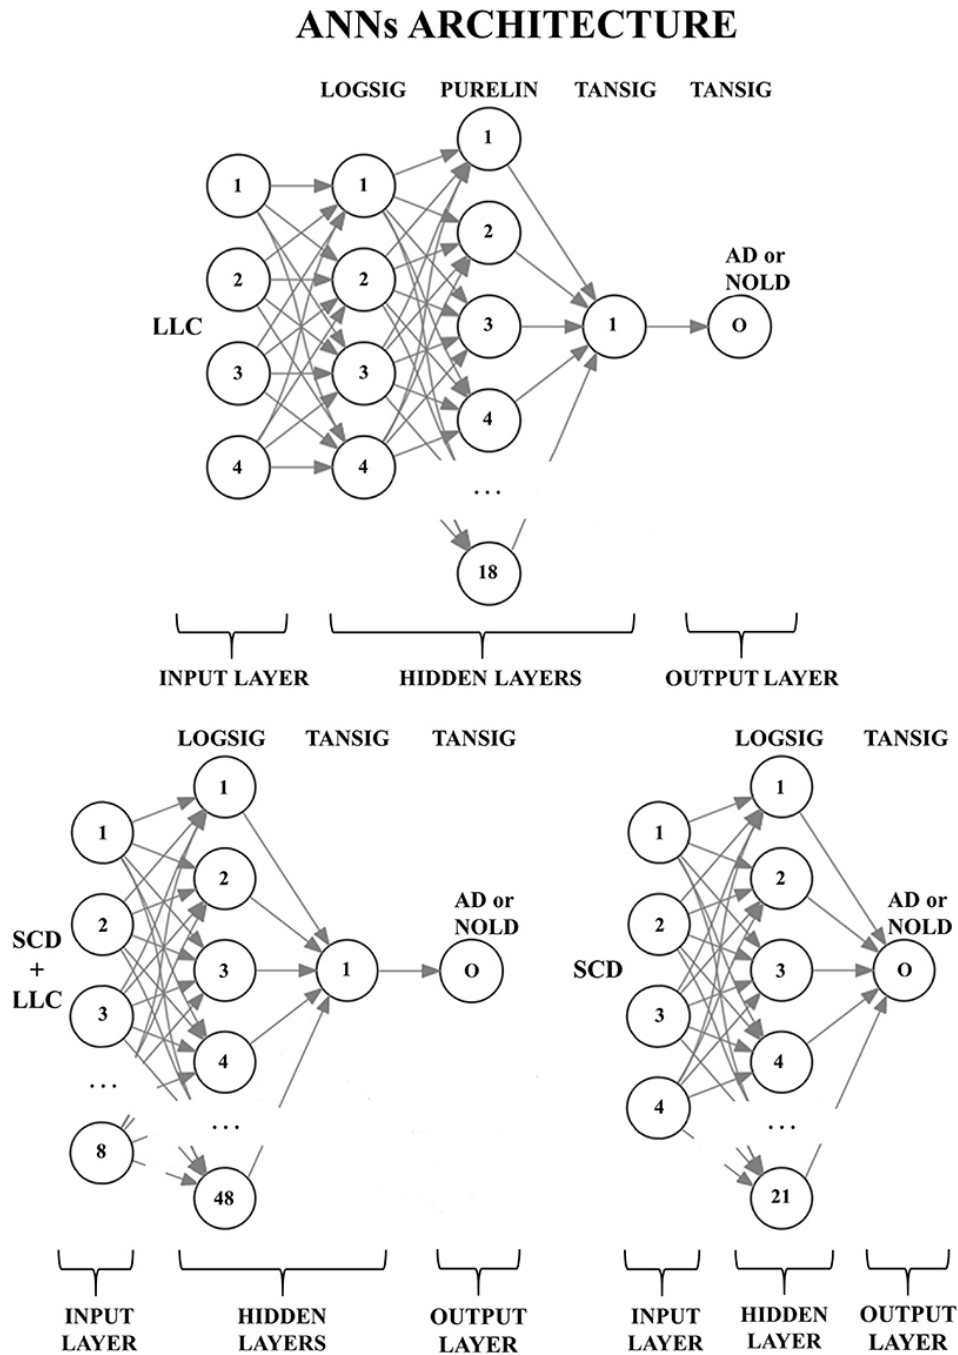 ANNs ARCHITECTURE
LOGSIG PURELIN TANSIG TANSIG
1
1 1
2
2 2
AD or
NOLD
LLC
3 1 O
3 3
4
4 4
...
18
INPUT LAYER HIDDEN LAYERS OUTPUT LAYER
LOGSIG TANSIG TANSIG
1
1
2
2
AD or
NOLD
SCD
+
LLC
3 1 O
3
4
...
...
8
48
INPUT
LAYER
HIDDEN
LAYERS
OUTPUT
LAYER
LOGSIG TANSIG
1
1
2
2
AD or
NOLD
SCD
3 O
3
4
4
...
21
INPUT
LAYER
HIDDEN
LAYER
OUTPUT
LAYER